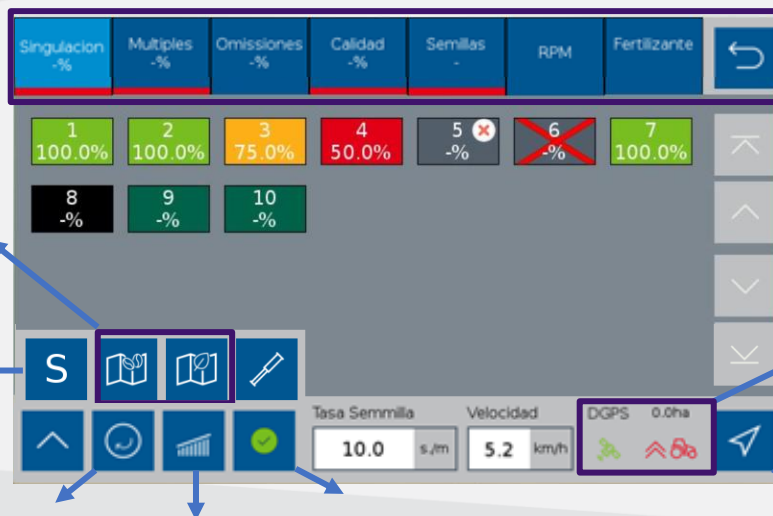 Singulacion
-%
Multiples
-%
Omissiones
-%
Calidad
-%
Semillas
-
RPM
Fertilizante
1
100.0%
2
100.0%
3
75.0%
4
50.0%
5
-%
6
-%
7
100.0%
8
-%
9
-%
10
-%
S
Tasa Semmilla
10.0 s./m
Velocidad
5.2 km/h
DGPS 0.0ha